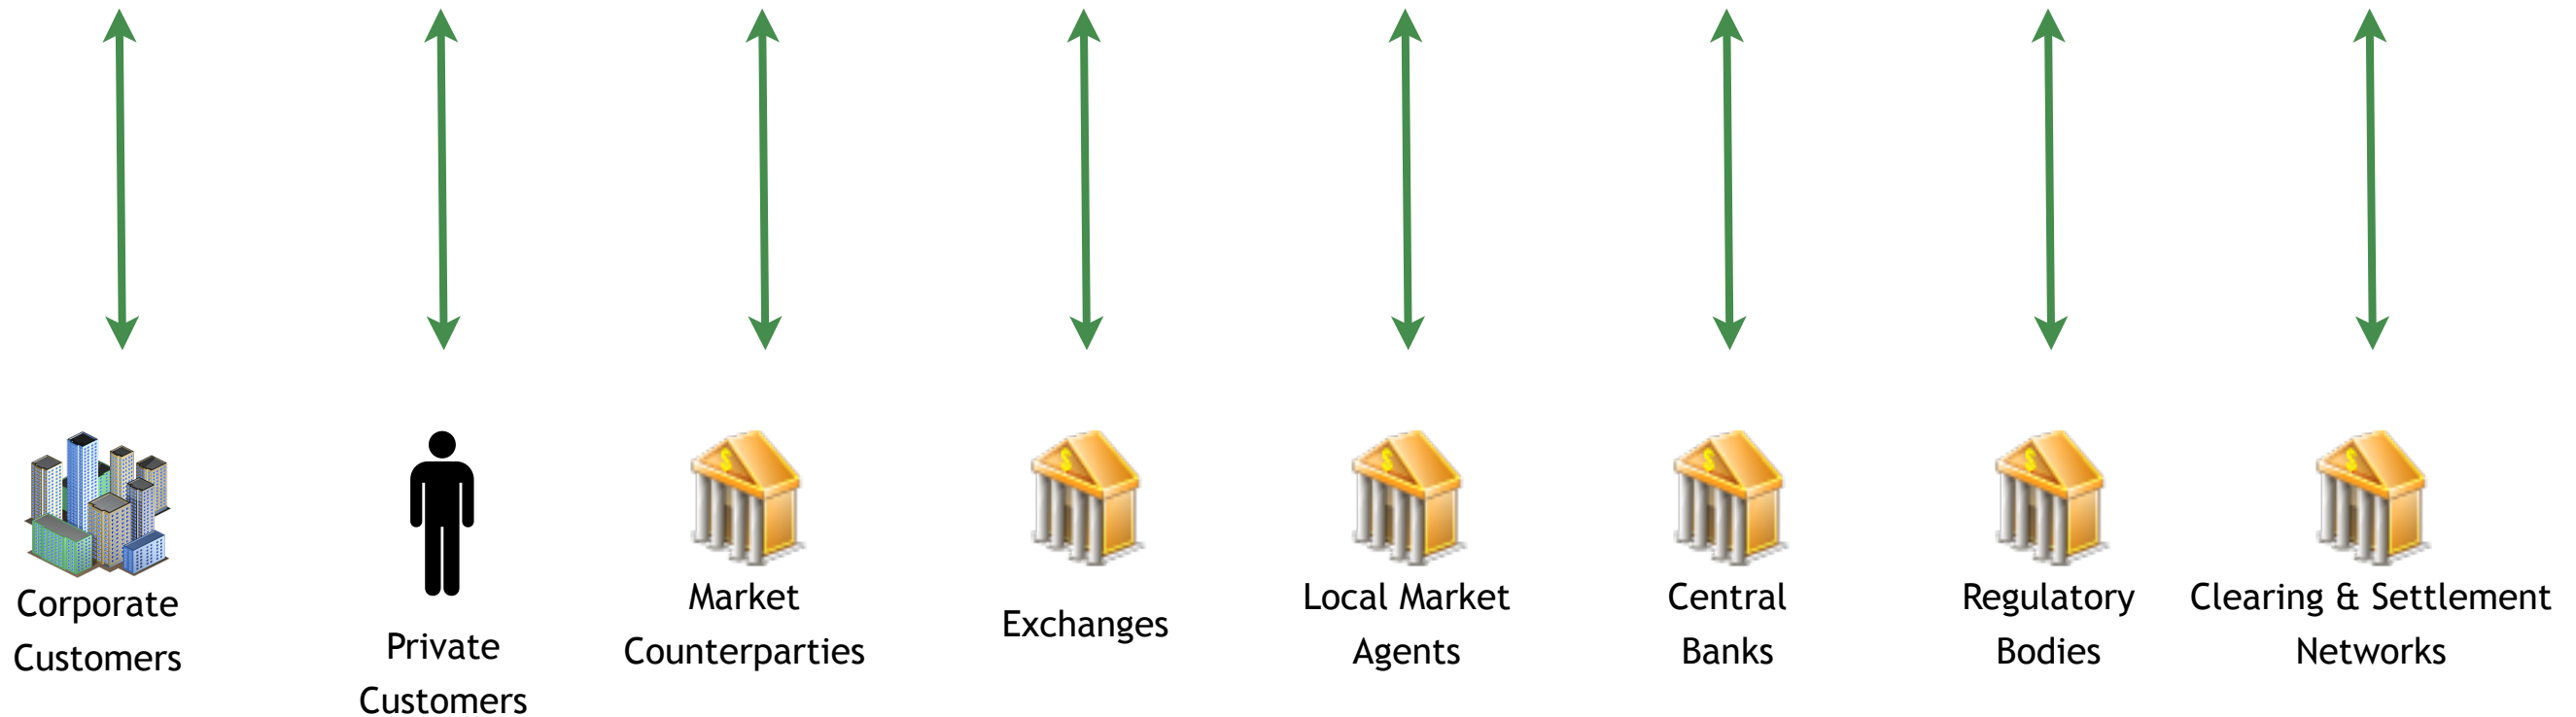 Corporate
Customers
Private
Customers
Market
Counterparties
Exchanges
Local Market
Agents
Central
Banks
Regulatory
Bodies
Clearing & Settlement
Networks